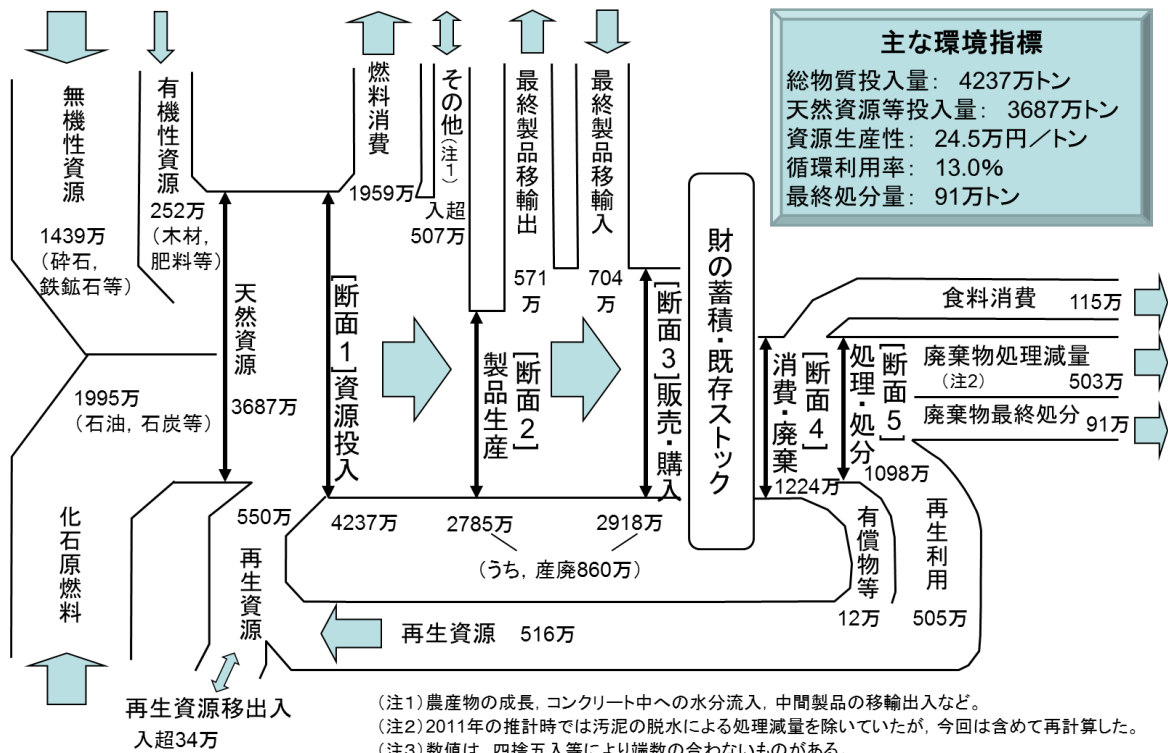 主な環境指標
総物質投入量： 4237万トン
天然資源等投入量： 3687万トン
資源生産性： 24.5万円／トン
循環利用率： 13.0%
最終処分量： 91万トン
無機性資源
1439万
（砕石，
鉄鉱石等）
有機性資源
252万
（木材，
肥料等）
1995万
（石油，石炭等）
化石原燃料
天然資源
3687万
燃料消費
1959万
その他（注1）
入超
507万
最終製品移輸出
571
万
最終製品移輸入
704
万
［断面1］資源投入
4237万
［断面2］
製品生産
2785万
［断面3］販売・購入
2918万
（うち，産廃860万）
財の蓄積・既存ストック
［断面4］
消費・廃棄
1224万
［断面5］
処理・処分
1098万
食料消費 115万
廃棄物処理減量
（注2） 503万
廃棄物最終処分 91万
有償物等
12万
再生利用
505万
550万
再生資源
再生資源 516万
再生資源移出入
入超34万
（注1）農産物の成長，コンクリート中への水分流入，中間製品の移輸出入など。
（注2）2011年の推計時では汚泥の脱水による処理減量を除いていたが，今回は含めて再計算した。
（注3）数値は，四捨五入等により端数の合わないものがある。